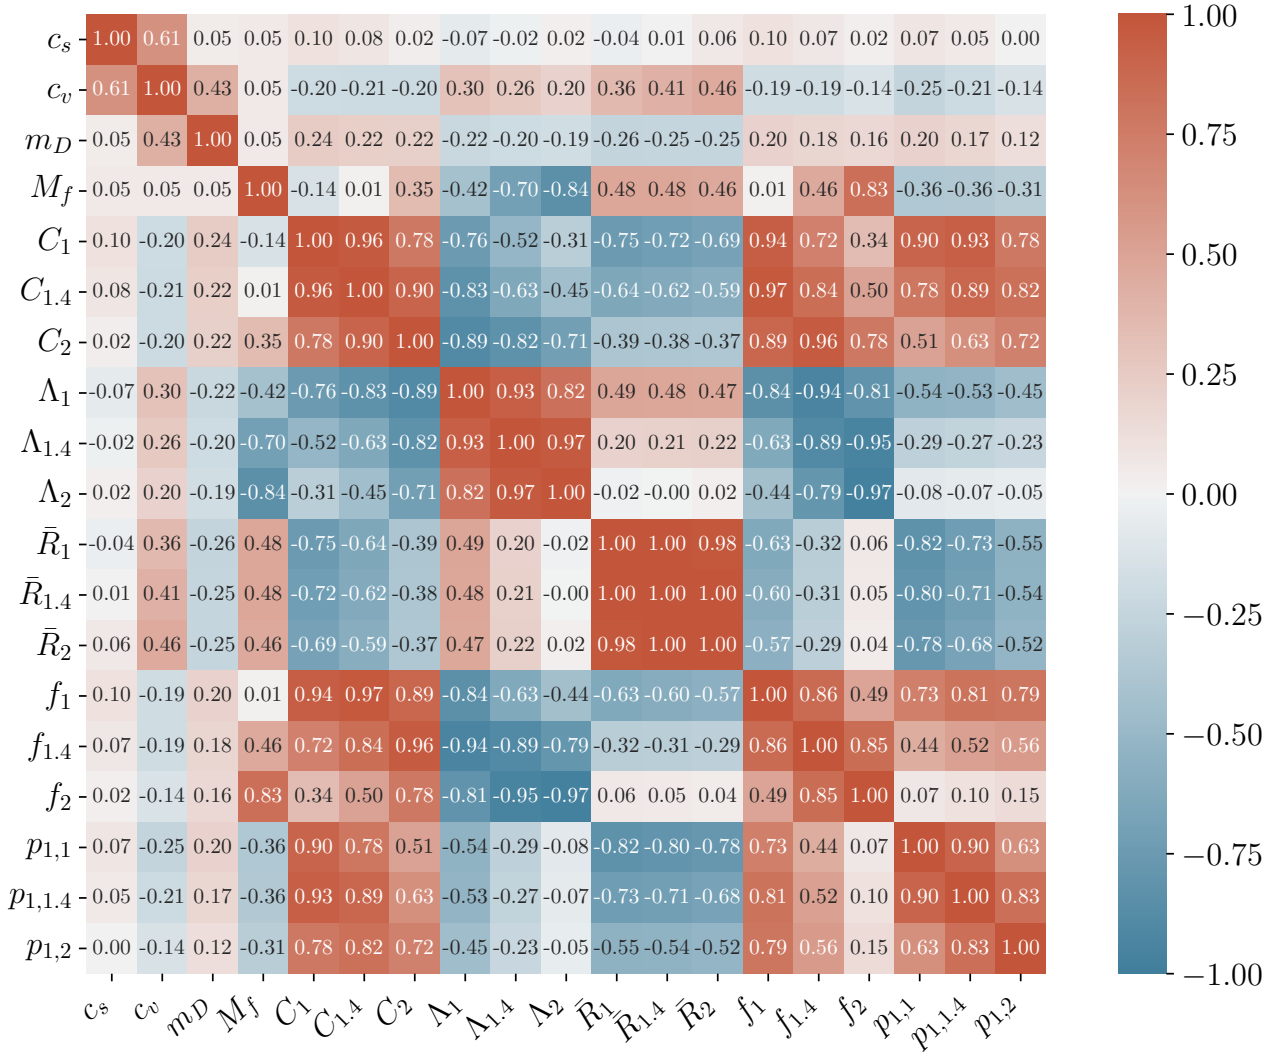 c_s 1.00 0.61 0.05 0.05 0.10 0.08 0.02 -0.07 -0.02 0.02 -0.04 0.01 0.06 0.10 0.07 0.02 0.07 0.05 0.00
c_v 0.61 1.00 0.43 0.05 -0.20 -0.21 -0.20 0.30 0.26 0.20 0.36 0.41 0.46 -0.19 -0.19 -0.14 -0.25 -0.21 -0.14
m_D 0.05 0.43 1.00 0.05 0.24 0.22 0.22 -0.22 -0.20 -0.19 -0.26 -0.25 -0.25 0.20 0.18 0.16 0.20 0.17 0.12
M_f 0.05 0.05 0.05 1.00 -0.14 0.01 0.35 -0.42 -0.70 -0.84 0.48 0.48 0.46 0.01 0.46 0.83 -0.36 -0.36 -0.31
C_1 0.10 -0.20 0.24 -0.14 1.00 0.96 0.78 -0.76 -0.52 -0.31 -0.75 -0.72 -0.69 0.94 0.72 0.34 0.90 0.93 0.78
C_{1.4} 0.08 -0.21 0.22 0.01 0.96 1.00 0.90 -0.83 -0.63 -0.45 -0.64 -0.62 -0.59 0.97 0.84 0.50 0.78 0.89 0.82
C_2 0.02 -0.20 0.22 0.35 0.78 0.90 1.00 -0.89 -0.82 -0.71 -0.39 -0.38 -0.37 0.89 0.96 0.78 0.51 0.63 0.72
Λ_1 -0.07 0.30 -0.22 -0.42 -0.76 -0.83 -0.89 1.00 0.93 0.82 0.49 0.48 0.47 -0.84 -0.94 -0.81 -0.54 -0.53 -0.45
Λ_{1.4} -0.02 0.26 -0.20 -0.70 -0.52 -0.63 -0.82 0.93 1.00 0.97 0.20 0.21 0.22 -0.63 -0.89 -0.95 -0.29 -0.27 -0.23
Λ_2 0.02 0.20 -0.19 -0.84 -0.31 -0.45 -0.71 0.82 0.97 1.00 -0.02 -0.00 0.02 -0.44 -0.79 -0.97 -0.08 -0.07 -0.05
R̄_1 -0.04 0.36 -0.26 0.48 -0.75 -0.64 -0.39 0.49 0.20 -0.02 1.00 1.00 0.98 -0.63 -0.32 0.06 -0.82 -0.73 -0.55
R̄_{1.4} 0.01 0.41 -0.25 0.48 -0.72 -0.62 -0.38 0.48 0.21 -0.00 1.00 1.00 1.00 -0.60 -0.31 0.05 -0.80 -0.71 -0.54
R̄_2 0.06 0.46 -0.25 0.46 -0.69 -0.59 -0.37 0.47 0.22 0.02 0.98 1.00 1.00 -0.57 -0.29 0.04 -0.78 -0.68 -0.52
f_1 0.10 -0.19 0.20 0.01 0.94 0.97 0.89 -0.84 -0.63 -0.44 -0.63 -0.60 -0.57 1.00 0.86 0.49 0.73 0.81 0.79
f_{1.4} 0.07 -0.19 0.18 0.46 0.72 0.84 0.96 -0.94 -0.89 -0.79 -0.32 -0.31 -0.29 0.86 1.00 0.85 0.44 0.52 0.56
f_2 0.02 -0.14 0.16 0.83 0.34 0.50 0.78 -0.81 -0.95 -0.97 0.06 0.05 0.04 0.49 0.85 1.00 0.07 0.10 0.15
p_{1,1} 0.07 -0.25 0.20 -0.36 0.90 0.78 0.51 -0.54 -0.29 -0.08 -0.82 -0.80 -0.78 0.73 0.44 0.07 1.00 0.90 0.63
p_{1,1.4} 0.05 -0.21 0.17 -0.36 0.93 0.89 0.63 -0.53 -0.27 -0.07 -0.73 -0.71 -0.68 0.81 0.52 0.10 0.90 1.00 0.83
p_{1,2} 0.00 -0.14 0.12 -0.31 0.78 0.82 0.72 -0.45 -0.23 -0.05 -0.55 -0.54 -0.52 0.79 0.56 0.15 0.63 0.83 1.00
c_s c_v m_D M_f C_1 C_{1.4} C_2 Λ_1 Λ_{1.4} Λ_2 R̄_1 R̄_{1.4} R̄_2 f_1 f_{1.4} f_2 p_{1,1} p_{1,1.4} p_{1,2}
1.00
0.75
0.50
0.25
0.00
−0.25
−0.50
−0.75
−1.00